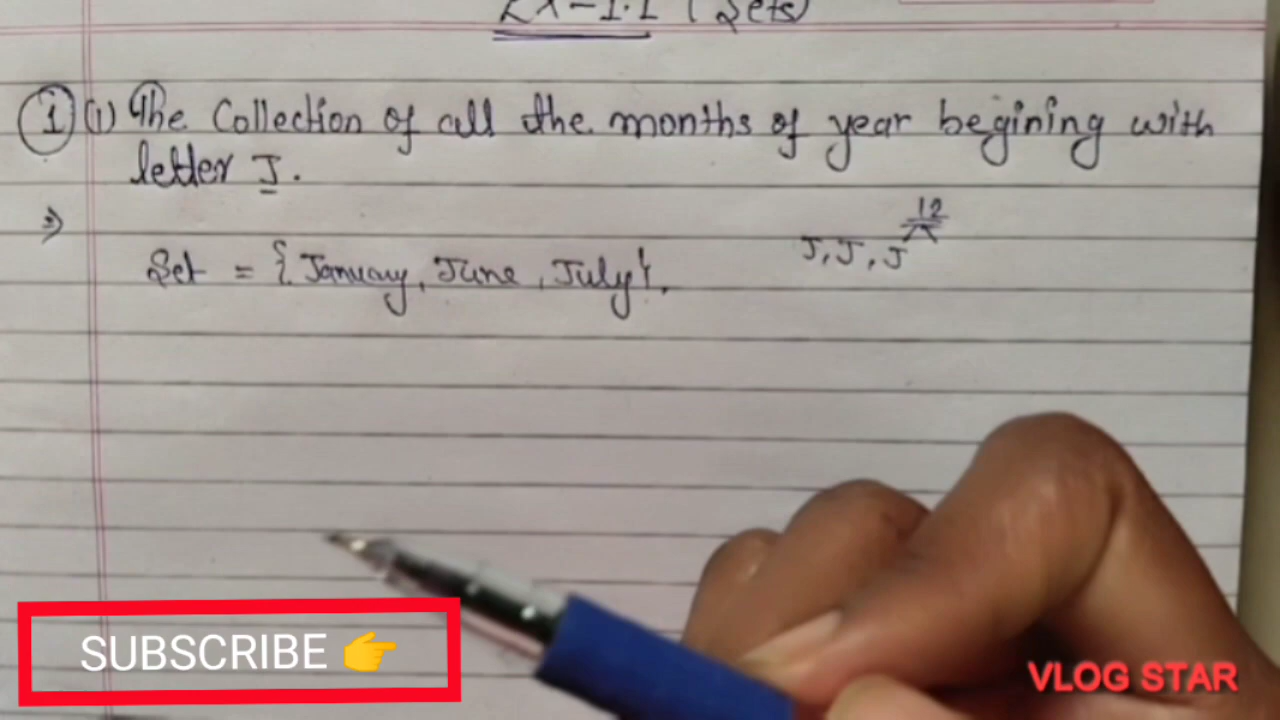 Ex-1.1 (Sets)
1 (i) The Collection of all the months of year begining with
letter J.
⇒
12
J, J, J
Set = {January, June, July}.
SUBSCRIBE 👉
VLOG STAR